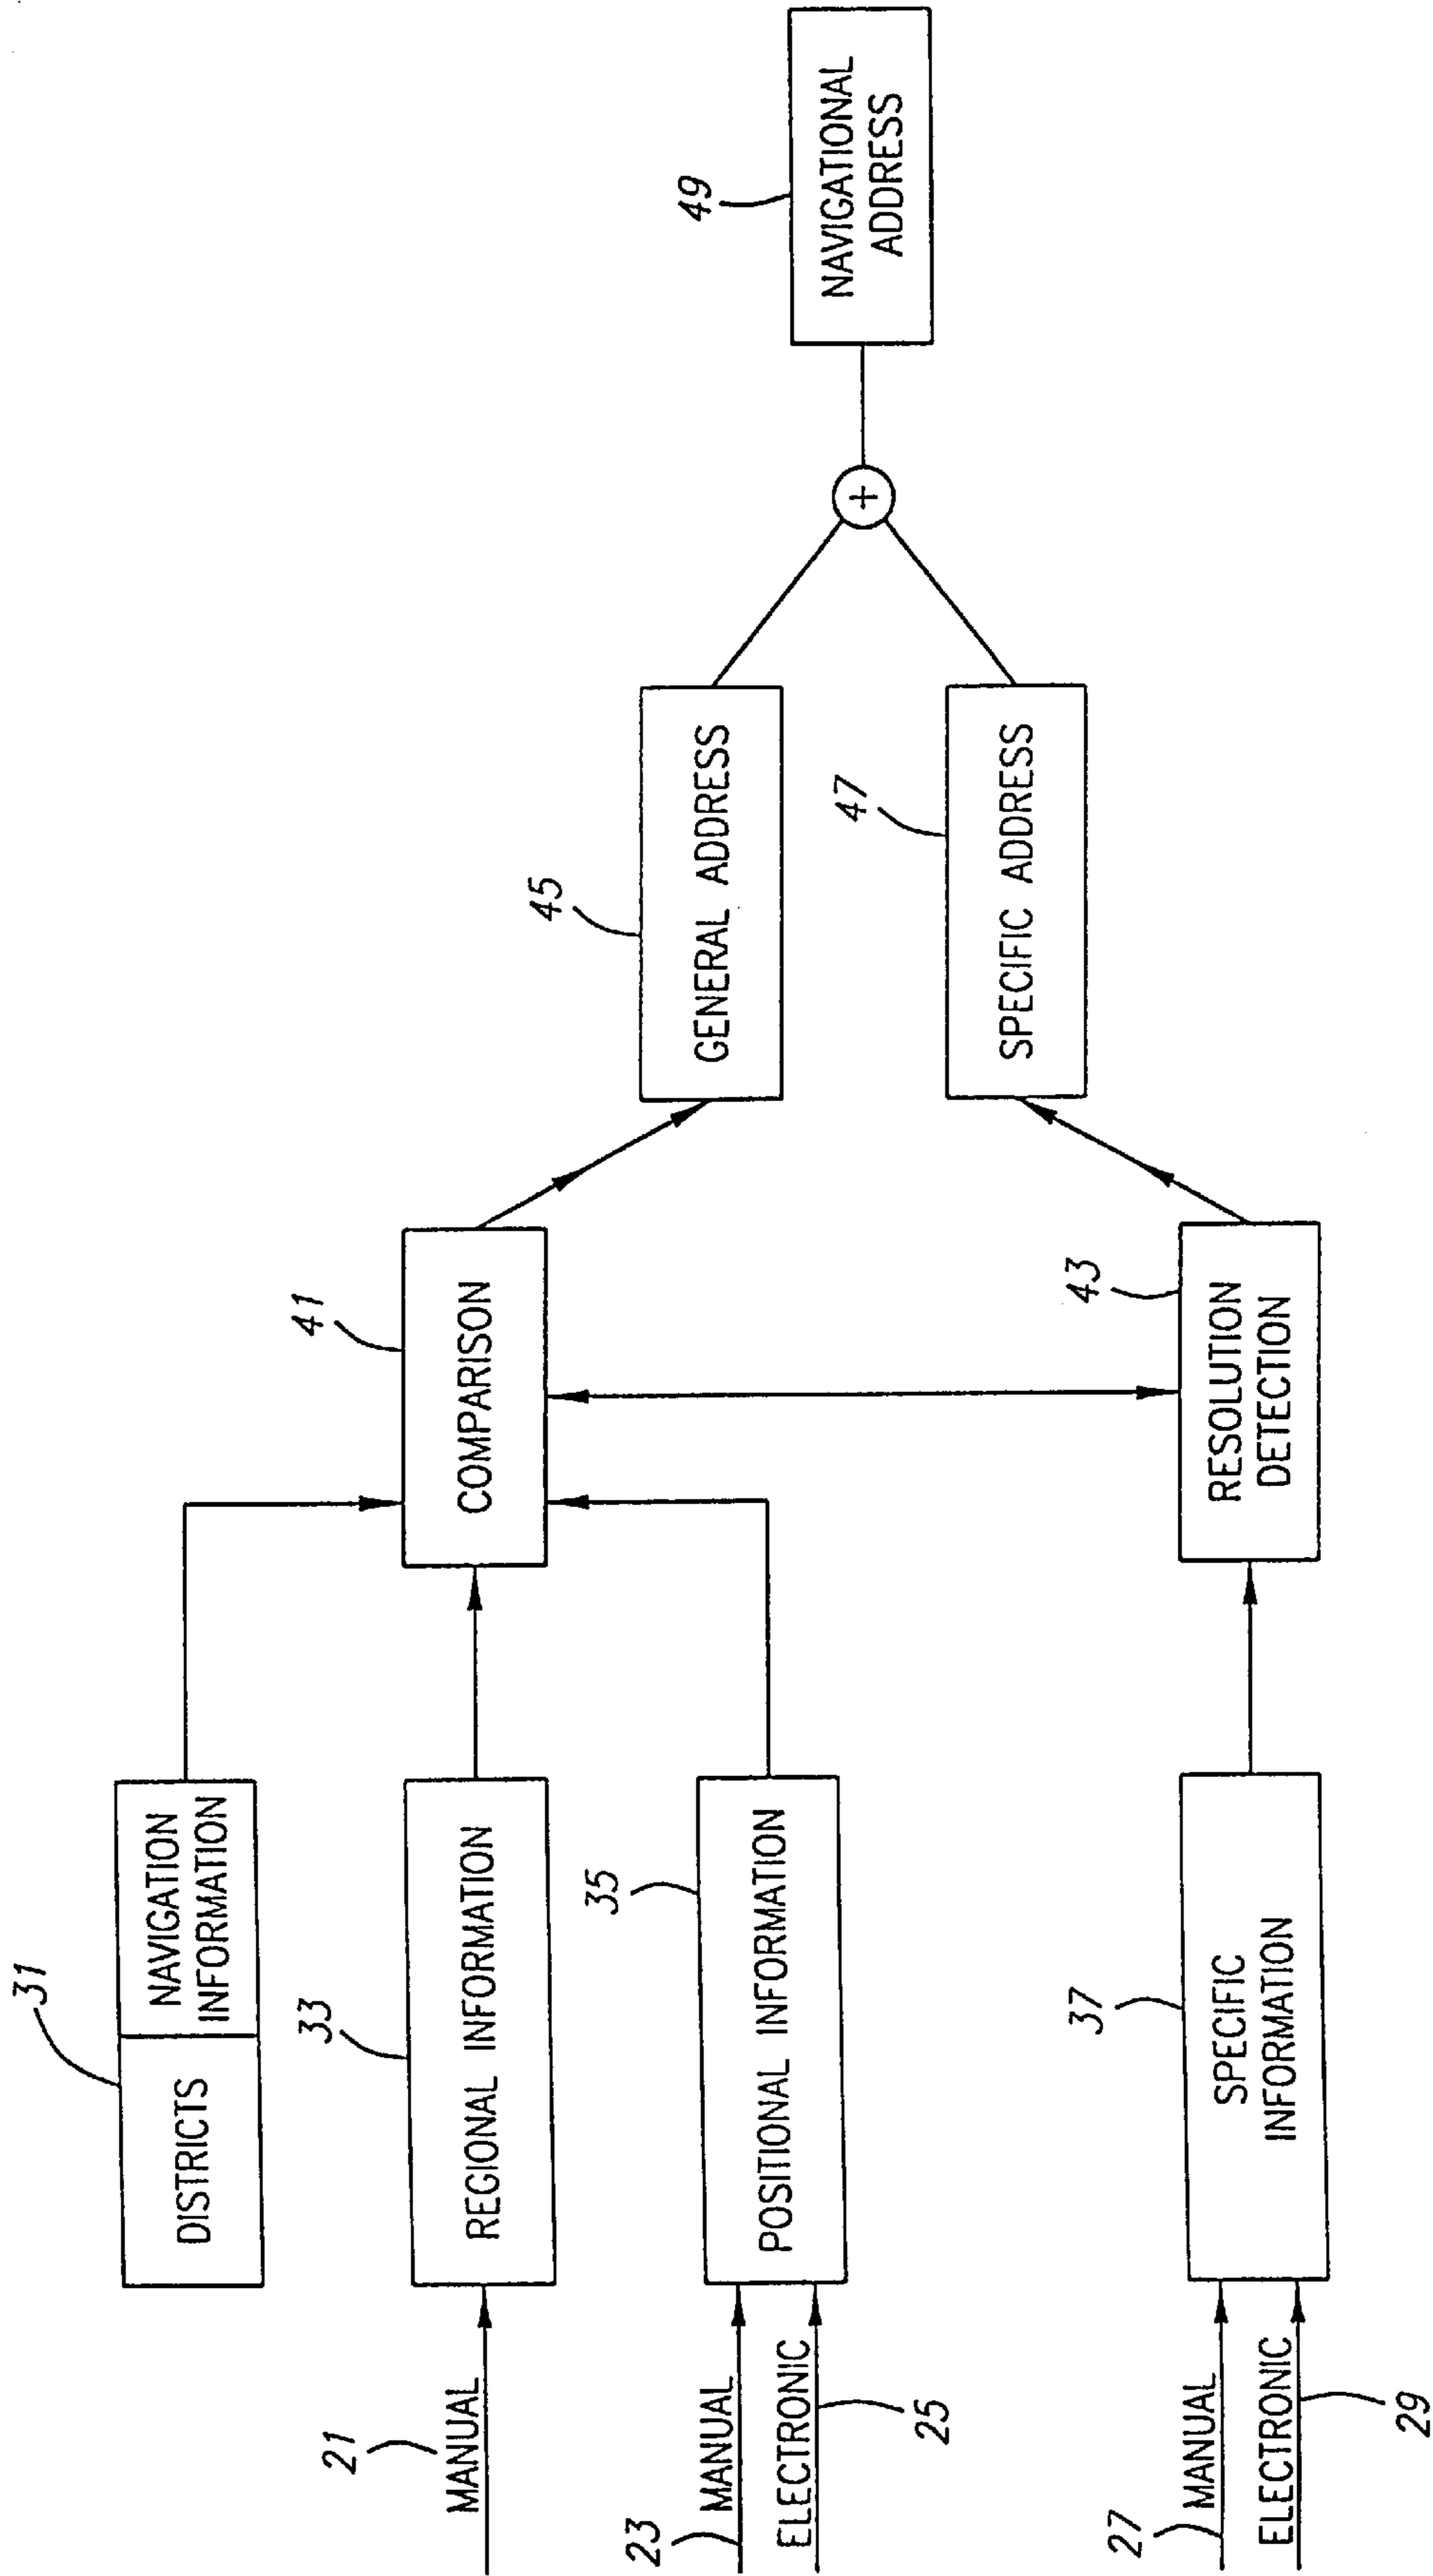 31
DISTRICTS
NAVIGATION
INFORMATION
21
MANUAL
33
REGIONAL INFORMATION
41
COMPARISON
23
MANUAL
ELECTRONIC
25
35
POSITIONAL INFORMATION
45
GENERAL ADDRESS
47
SPECIFIC ADDRESS
+
49
NAVIGATIONAL
ADDRESS
27
MANUAL
ELECTRONIC
29
37
SPECIFIC
INFORMATION
43
RESOLUTION
DETECTION